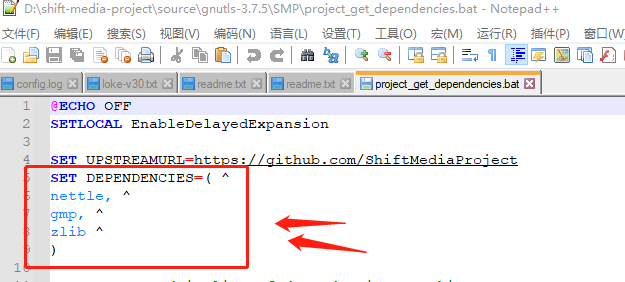 D:\shift-media-project\source\gnutls-3.7.5\SMP\project_get_dependencies.bat - Notepad++
文件(F) 编辑(E) 搜索(S) 视图(V) 编码(N) 语言(L) 设置(T) 工具(O) 宏(M) 运行(R) 插件(P) 窗口(W)
config.log loke-v30.txt readme.txt readme.txt project_get_dependencies.bat
1 @ECHO OFF
2 SETLOCAL EnableDelayedExpansion
3
4 SET UPSTREAMURL=https://github.com/ShiftMediaProject
5 SET DEPENDENCIES=( ^
6 nettle, ^
7 gmp, ^
8 zlib ^
9 )
10